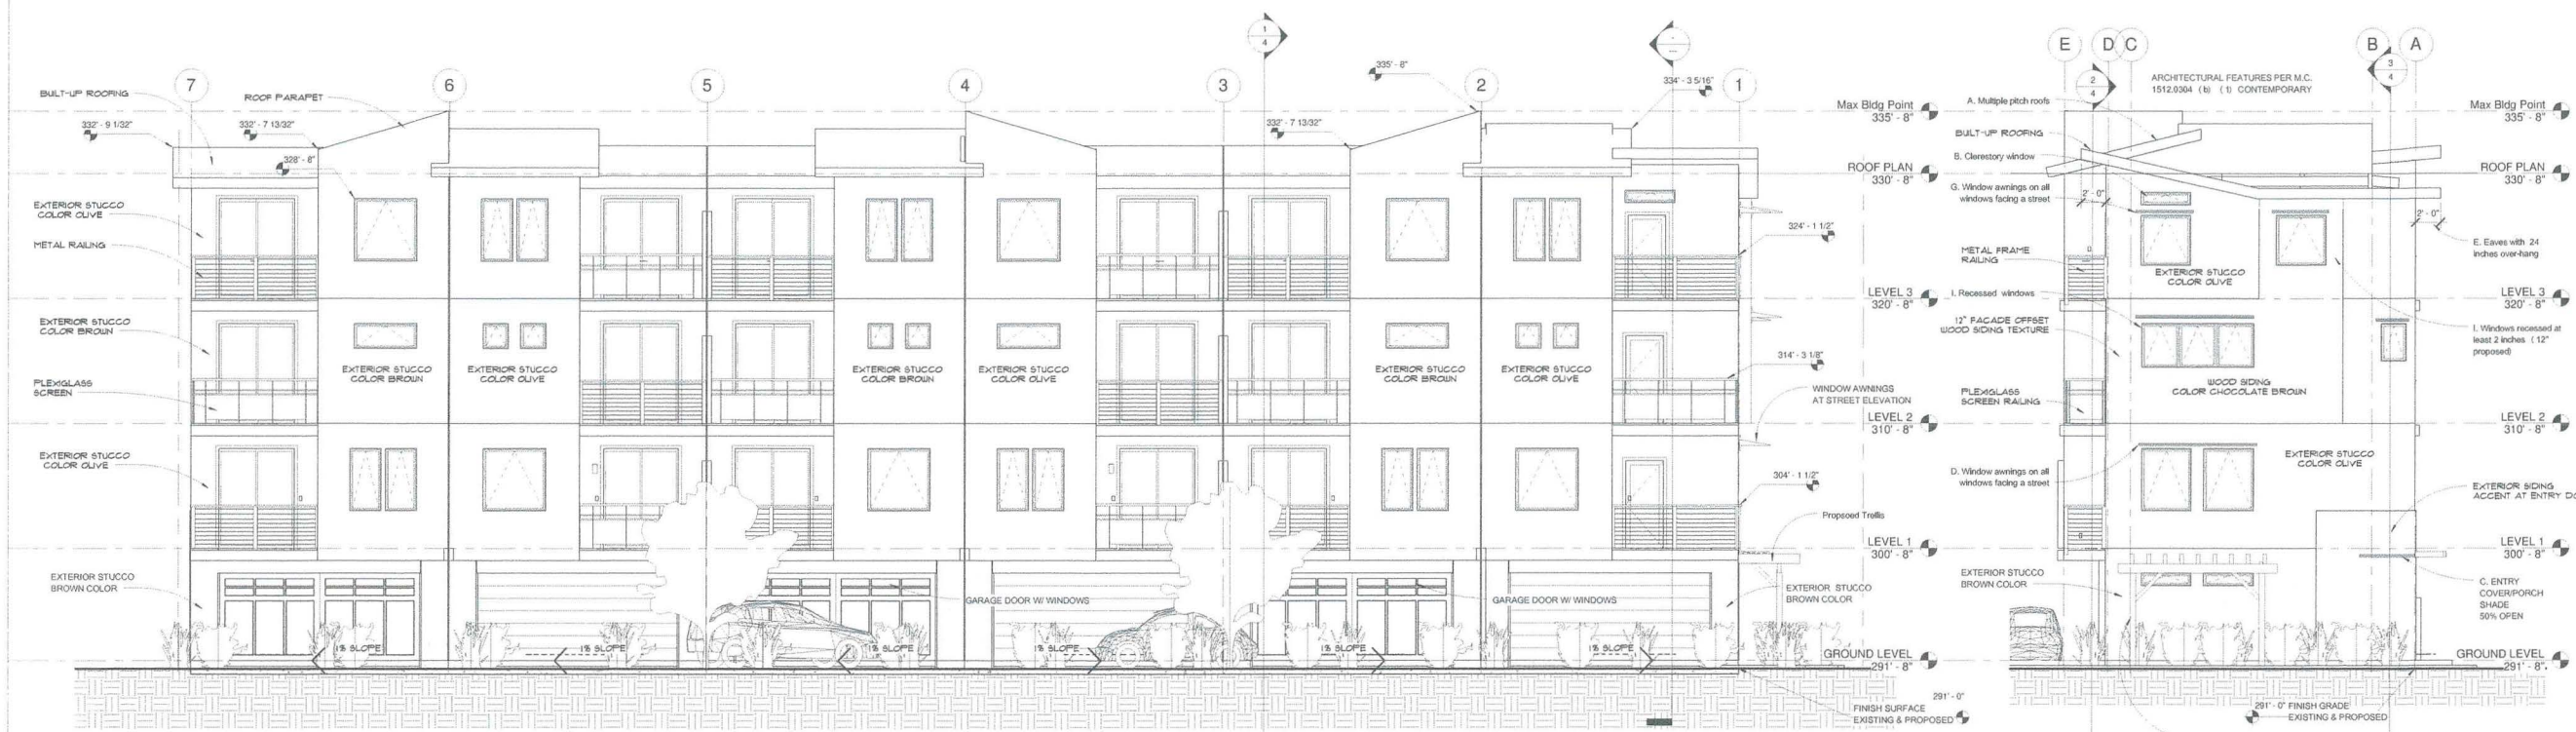 7
6
5
4
3
1
4
2
-
--
1
BUILT-UP ROOFING
ROOF PARAPET
332' - 9 1/32"
332' - 7 13/32"
328' - 8"
332' - 7 13/32"
335' - 8"
334' - 3 5/16"
Max Bldg Point
335' - 8"
ROOF PLAN
330' - 8"
EXTERIOR STUCCO
COLOR OLIVE
METAL RAILING
324' - 1 1/2"
LEVEL 3
320' - 8"
EXTERIOR STUCCO
COLOR BROWN
PLEXIGLASS
SCREEN
EXTERIOR STUCCO
COLOR BROWN
EXTERIOR STUCCO
COLOR OLIVE
EXTERIOR STUCCO
COLOR BROWN
EXTERIOR STUCCO
COLOR OLIVE
EXTERIOR STUCCO
COLOR BROWN
EXTERIOR STUCCO
COLOR OLIVE
314' - 3 1/8"
WINDOW AWNINGS
AT STREET ELEVATION
LEVEL 2
310' - 8"
EXTERIOR STUCCO
COLOR OLIVE
304' - 1 1/2"
Propsoed Trellis
LEVEL 1
300' - 8"
EXTERIOR STUCCO
BROWN COLOR
GARAGE DOOR W/ WINDOWS
GARAGE DOOR W/ WINDOWS
EXTERIOR STUCCO
BROWN COLOR
1% SLOPE
1% SLOPE
1% SLOPE
1% SLOPE
1% SLOPE
1% SLOPE
GROUND LEVEL
291' - 8"
291' - 0"
FINISH SURFACE
EXISTING & PROPOSED
E
D
C
B
A
2
4
3
4
ARCHITECTURAL FEATURES PER M.C.
1512.0304 ( b) ( 1) CONTEMPORARY
A. Multiple pitch roofs
BUILT-UP ROOFING
B. Clerestory window
G. Window awnings on all
windows facing a street
2' - 0"
2' - 0"
Max Bldg Point
335' - 8"
ROOF PLAN
330' - 8"
E. Eaves with 24
inches over-hang
METAL FRAME
RAILING
EXTERIOR STUCCO
COLOR OLIVE
I. Recessed windows
LEVEL 3
320' - 8"
12" FACADE OFFSET
WOOD SIDING TEXTURE
I. Windows recessed at
least 2 inches ( 12"
proposed)
WOOD SIDING
COLOR CHOCOLATE BROWN
PLEXIGLASS
SCREEN RAILING
LEVEL 2
310' - 8"
D. Window awnings on all
windows facing a street
EXTERIOR STUCCO
COLOR OLIVE
EXTERIOR SIDING
ACCENT AT ENTRY DO
LEVEL 1
300' - 8"
EXTERIOR STUCCO
BROWN COLOR
C. ENTRY
COVER/PORCH
SHADE
50% OPEN
GROUND LEVEL
291' - 8"
291' - 0" FINISH GRADE
EXISTING & PROPOSED